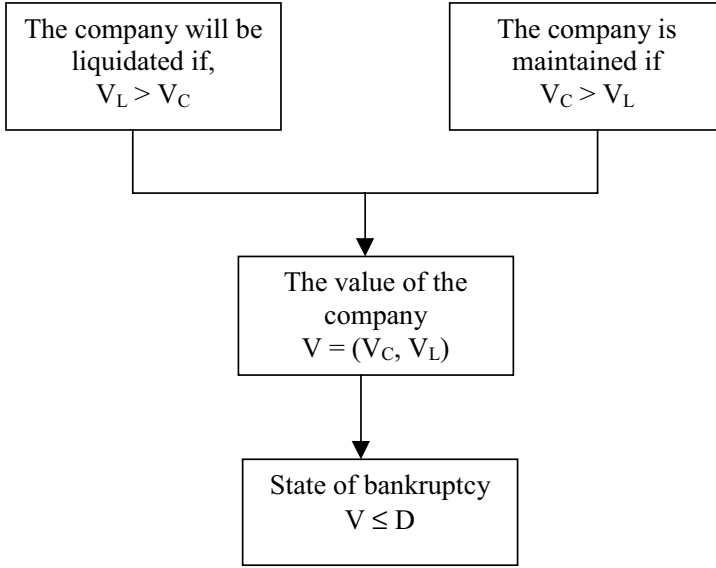 The company will be
liquidated if,
V_L > V_C
The company is
maintained if
V_C > V_L
The value of the
company
V = (V_C, V_L)
State of bankruptcy
V ≤ D